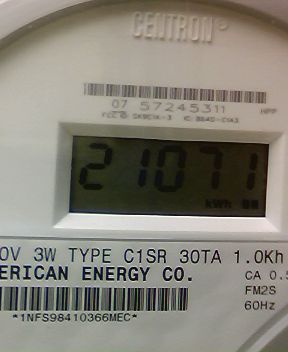 CENTRON®
07 57245311
HPP
21071
kWh
0V 3W TYPE C1SR 30TA 1.0Kh
ERICAN ENERGY CO.
CA 0.5
FM2S
60Hz
*1NFS98410366MEC*